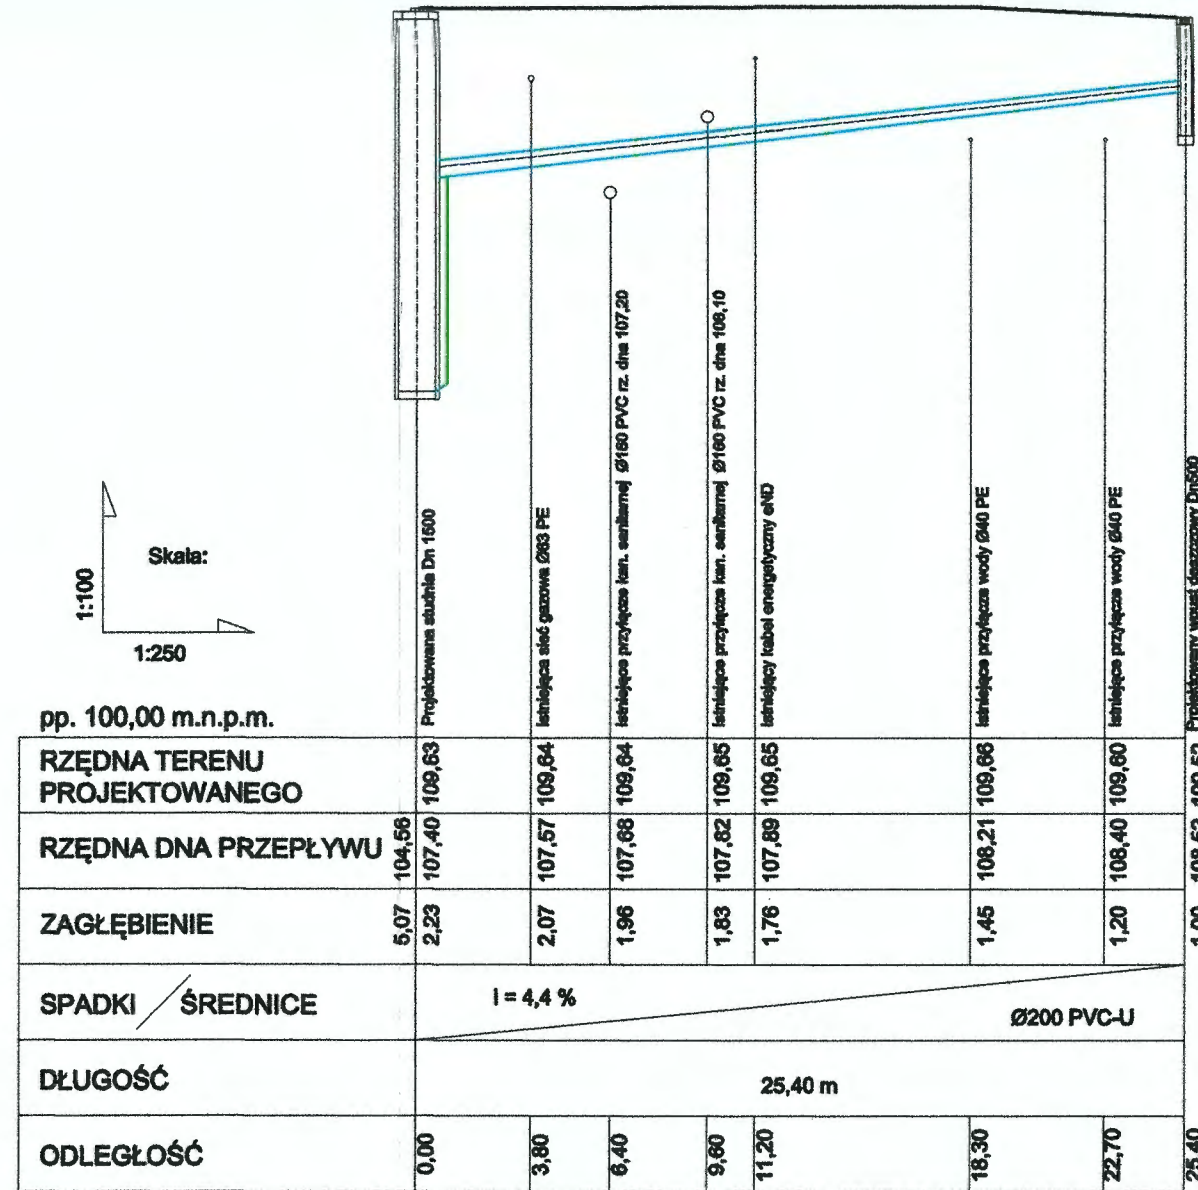 Projektowana studnia Dn 1500
Istniejąca sieć gazowa Ø63 PE
Istniejące przyłącze kan. sanitarnej Ø160 PVC rz. dna 107,20
Istniejące przyłącze kan. sanitarnej Ø160 PVC rz. dna 108,10
Istniejący kabel energetyczny eND
Istniejące przyłącze wody Ø40 PE
Istniejące przyłącze wody Ø40 PE
Projektowany wpust deszczowy Dn500
Skala:
1:100
1:250
pp. 100,00 m.n.p.m.
RZĘDNA TERENU
PROJEKTOWANEGO
109,63 109,64 109,64 109,65 109,65 109,66 109,60
RZĘDNA DNA PRZEPŁYWU
104,56 107,40 107,57 107,68 107,82 107,89 108,21 108,40
ZAGŁĘBIENIE
5,07 2,23 2,07 1,96 1,83 1,76 1,45 1,20
SPADKI / ŚREDNICE
I = 4,4 %
Ø200 PVC-U
DŁUGOŚĆ
25,40 m
ODLEGŁOŚĆ
0,00 3,80 6,40 9,60 11,20 18,30 22,70 25,40